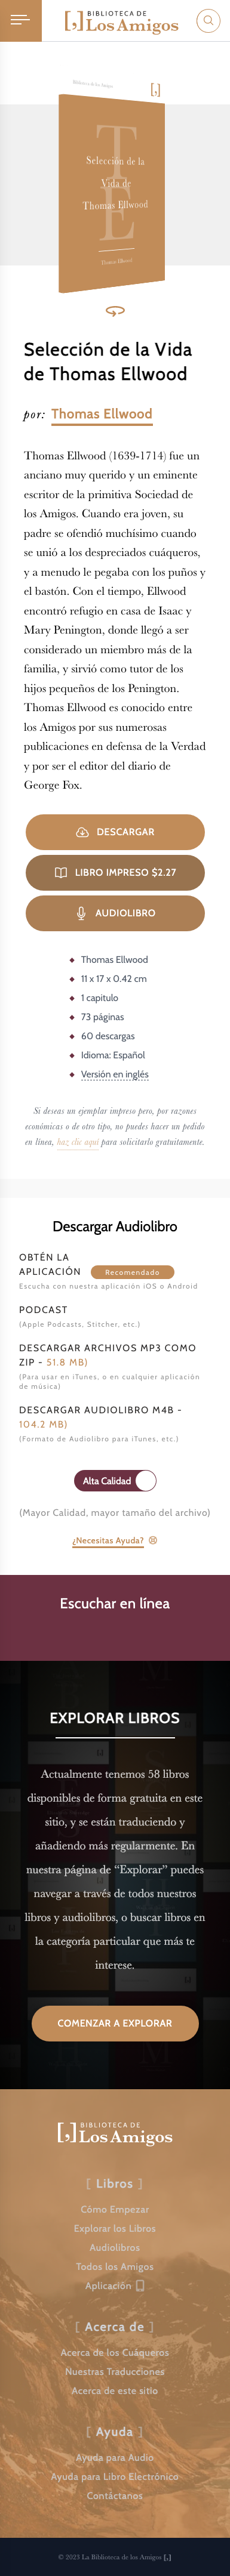 BIBLIOTECA DE
[,] Los Amigos
Biblioteca de los Amigos
[,]
TE
Selección de la
Vida de
Thomas Ellwood
Thomas Ellwood
Selección de la Vida
de Thomas Ellwood
por: Thomas Ellwood
Thomas Ellwood (1639-1714) fue un
anciano muy querido y un eminente
escritor de la primitiva Sociedad de
los Amigos. Cuando era joven, su
padre se ofendió muchísimo cuando
se unió a los despreciados cuáqueros,
y a menudo le pegaba con los puños y
el bastón. Con el tiempo, Ellwood
encontró refugio en casa de Isaac y
Mary Penington, donde llegó a ser
considerado un miembro más de la
familia, y sirvió como tutor de los
hijos pequeños de los Penington.
Thomas Ellwood es conocido entre
los Amigos por sus numerosas
publicaciones en defensa de la Verdad
y por ser el editor del diario de
George Fox.
DESCARGAR
LIBRO IMPRESO $2.27
AUDIOLIBRO
Thomas Ellwood
11 x 17 x 0.42 cm
1 capitulo
73 páginas
60 descargas
Idioma: Español
Versión en inglés
Si deseas un ejemplar impreso pero, por razones
económicas o de otro tipo, no puedes hacer un pedido
en línea, haz clic aquí para solicitarlo gratuitamente.
Descargar Audiolibro
OBTÉN LA
APLICACIÓN Recomendado
Escucha con nuestra aplicación iOS o Android
PODCAST
(Apple Podcasts, Stitcher, etc.)
DESCARGAR ARCHIVOS MP3 COMO
ZIP - 51.8 MB)
(Para usar en iTunes, o en cualquier aplicación
de música)
DESCARGAR AUDIOLIBRO M4B -
104.2 MB)
(Formato de Audiolibro para iTunes, etc.)
Alta Calidad
(Mayor Calidad, mayor tamaño del archivo)
¿Necesitas Ayuda?
Escuchar en línea
EXPLORAR LIBROS
Actualmente tenemos 58 libros
disponibles de forma gratuita en este
sitio, y se están traduciendo y
añadiendo más regularmente. En
nuestra página de “Explorar” puedes
navegar a través de todos nuestros
libros y audiolibros, o buscar libros en
la categoría particular que más te
interese.
COMENZAR A EXPLORAR
BIBLIOTECA DE
[,] Los Amigos
[ Libros ]
Cómo Empezar
Explorar los Libros
Audiolibros
Todos los Amigos
Aplicación
[ Acerca de ]
Acerca de los Cuáqueros
Nuestras Traducciones
Acerca de este sitio
[ Ayuda ]
Ayuda para Audio
Ayuda para Libro Electrónico
Contáctanos
© 2023 La Biblioteca de los Amigos [,]